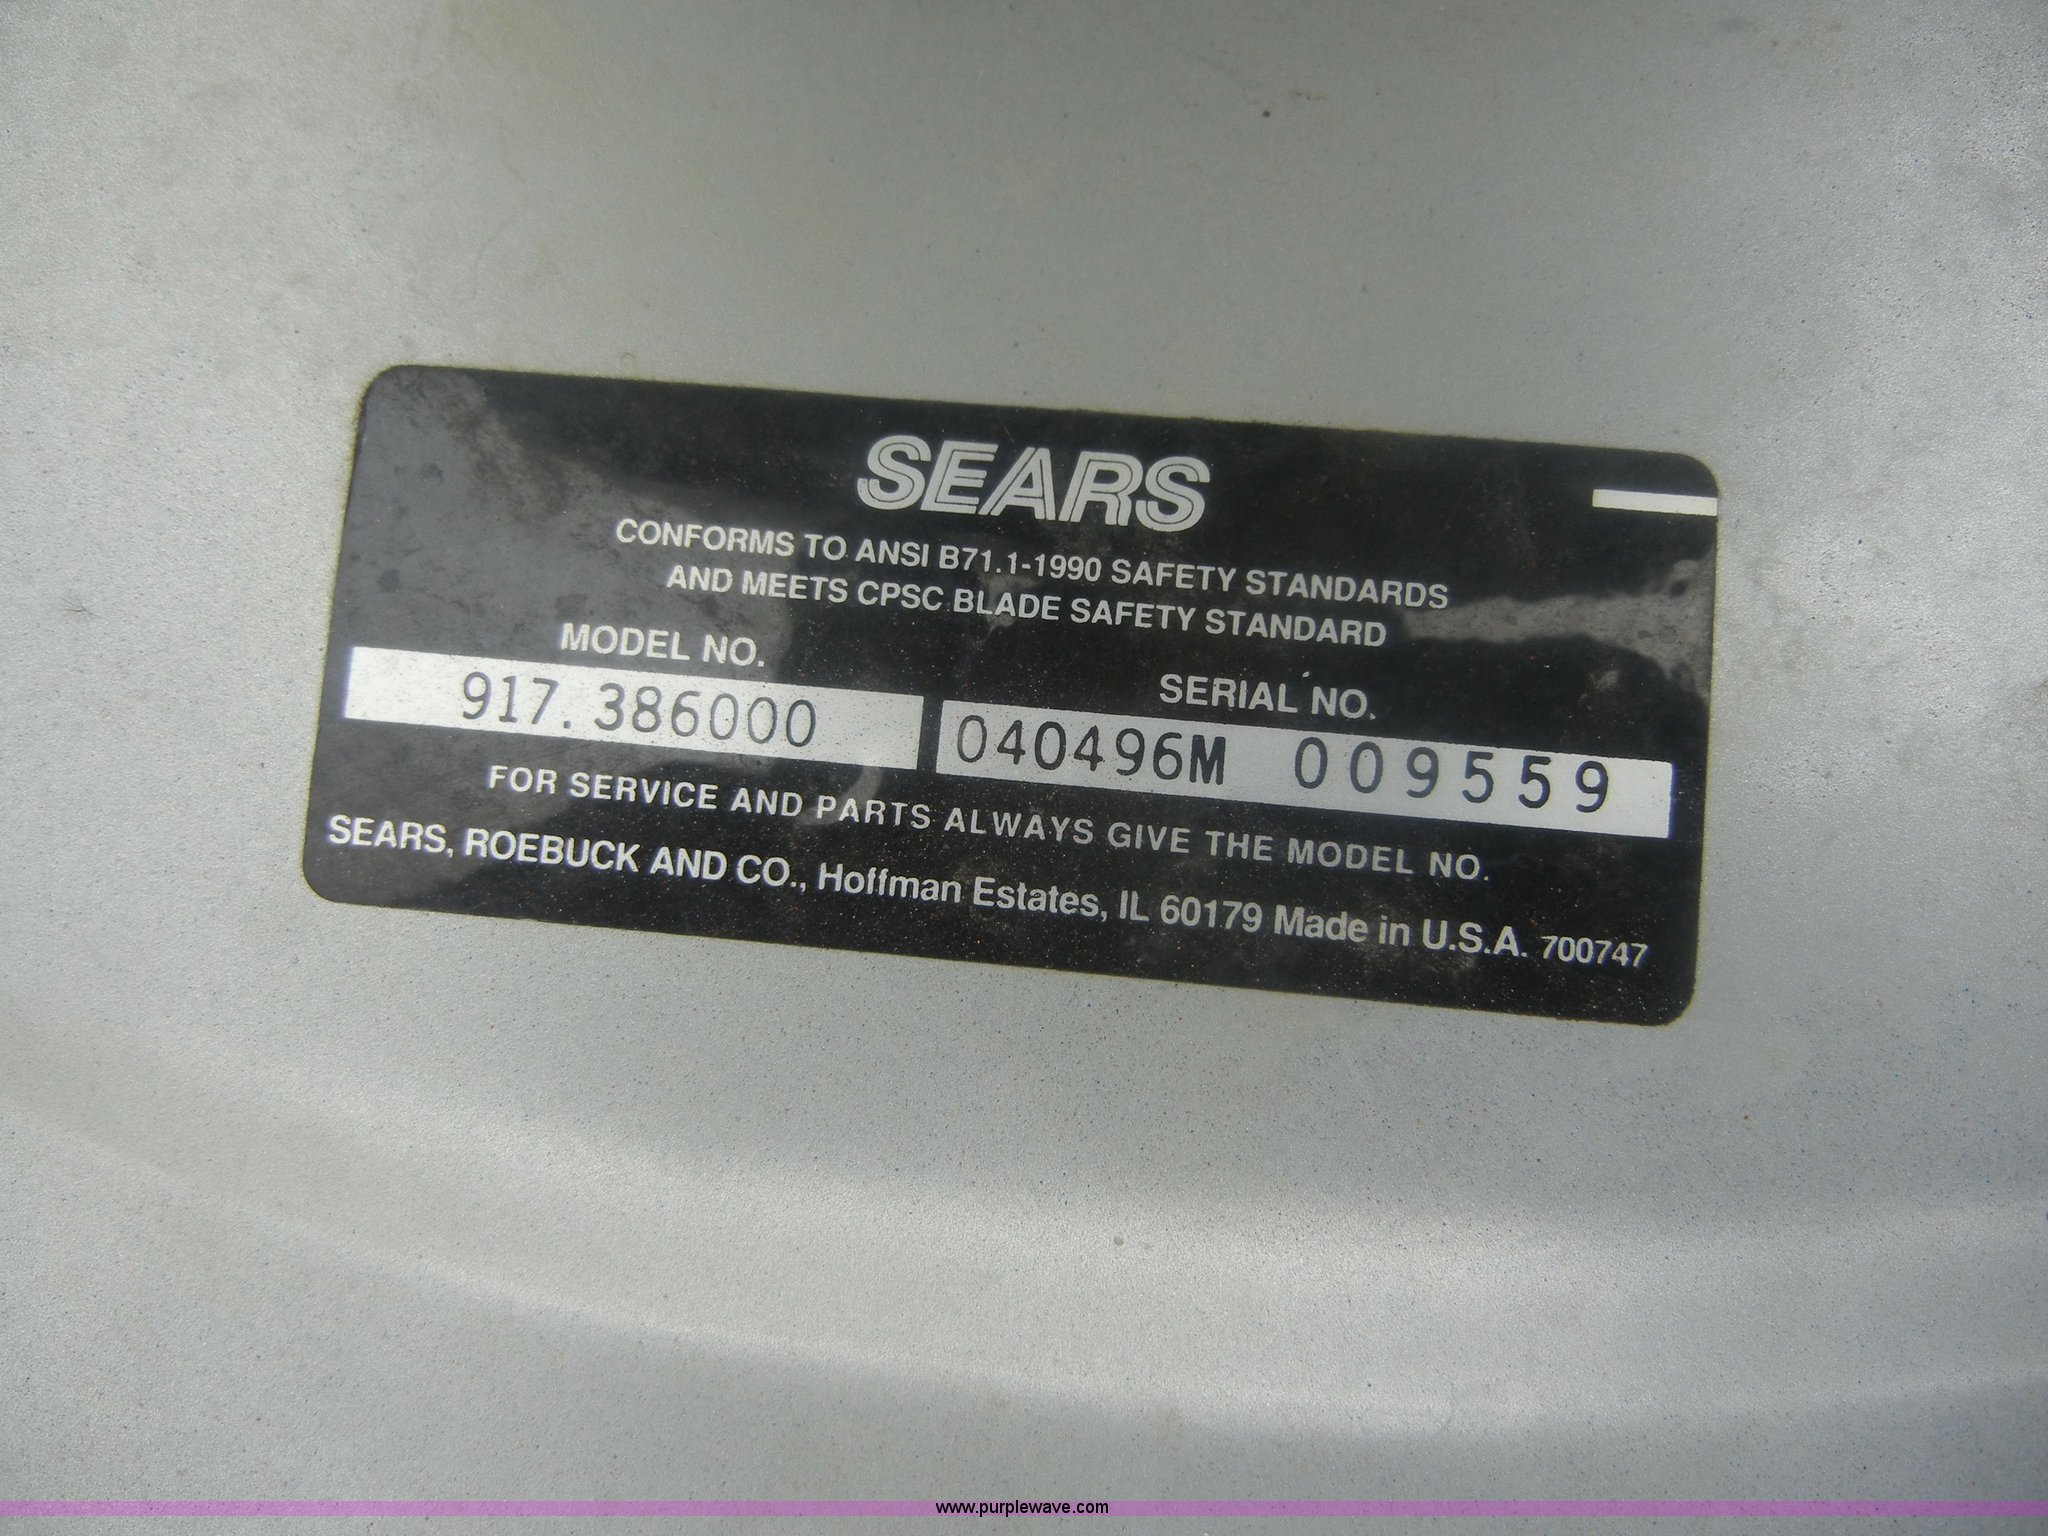 SEARS
CONFORMS TO ANSI B71.1-1990 SAFETY STANDARDS
AND MEETS CPSC BLADE SAFETY STANDARD
MODEL NO.
917.386000
SERIAL NO.
040496M 009559
FOR SERVICE AND PARTS ALWAYS GIVE THE MODEL NO.
SEARS, ROEBUCK AND CO., Hoffman Estates, IL 60179 Made in U.S.A. 700747
www.purplewave.com